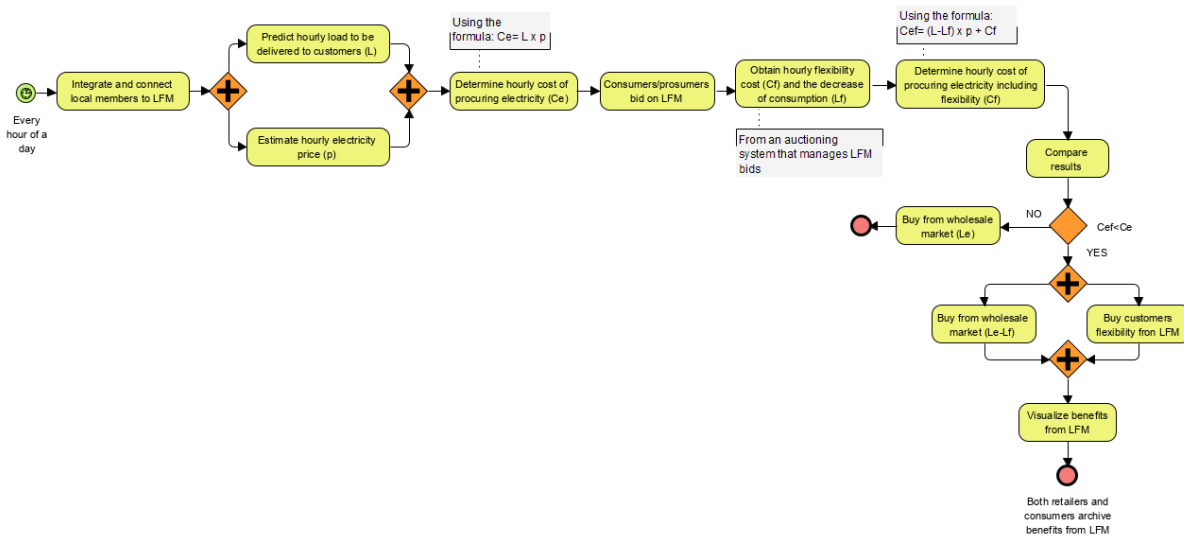 Every
hour of a
day
Integrate and connect
local members to LFM
Predict hourly load to be
delivered to customers (L)
Estimate hourly electricity
price (p)
Using the
formula: Ce= L x p
Determine hourly cost of
procuring electricity (Ce)
Consumers/prosumers
bid on LFM
Obtain hourly flexibility
cost (Cf) and the decrease
of consumption (Lf)
From an auctioning
system that manages LFM
bids
Using the formula:
Cef= (L-Lf) x p + Cf
Determine hourly cost of
procuring electricity including
flexibility (Cf)
Compare
results
NO
Cef<Ce
YES
Buy from wholesale
market (Le)
Buy from wholesale
market (Le-Lf)
Buy customers
flexibility fron LFM
Visualize benefits
from LFM
Both retailers and
consumers archive
benefits from LFM